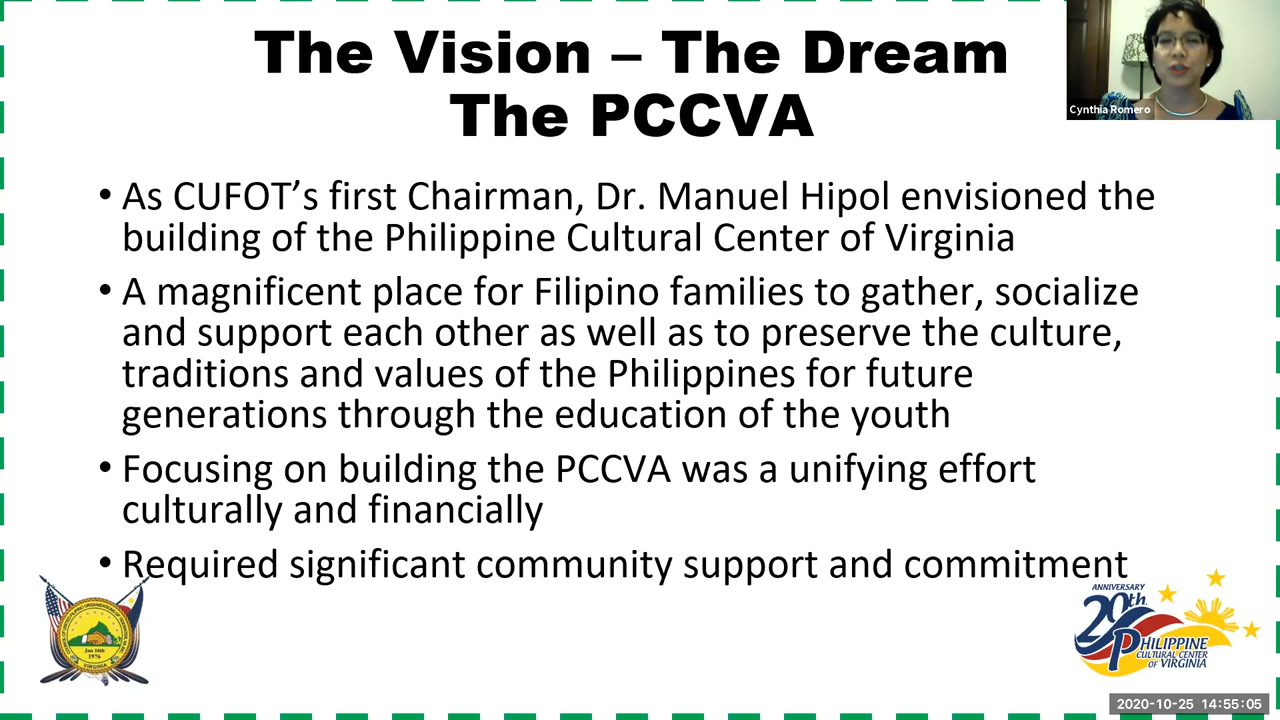 The Vision – The Dream
The PCCVA
Cynthia Romero
• As CUFOT’s first Chairman, Dr. Manuel Hipol envisioned the
building of the Philippine Cultural Center of Virginia
• A magnificent place for Filipino families to gather, socialize
and support each other as well as to preserve the culture,
traditions and values of the Philippines for future
generations through the education of the youth
• Focusing on building the PCCVA was a unifying effort
culturally and financially
• Required significant community support and commitment
Jan 16th
1976
VIRGINIA
ANNIVERSARY
20th
PHILIPPINE
CULTURAL CENTER
OF VIRGINIA
2020-10-25 14:55:05